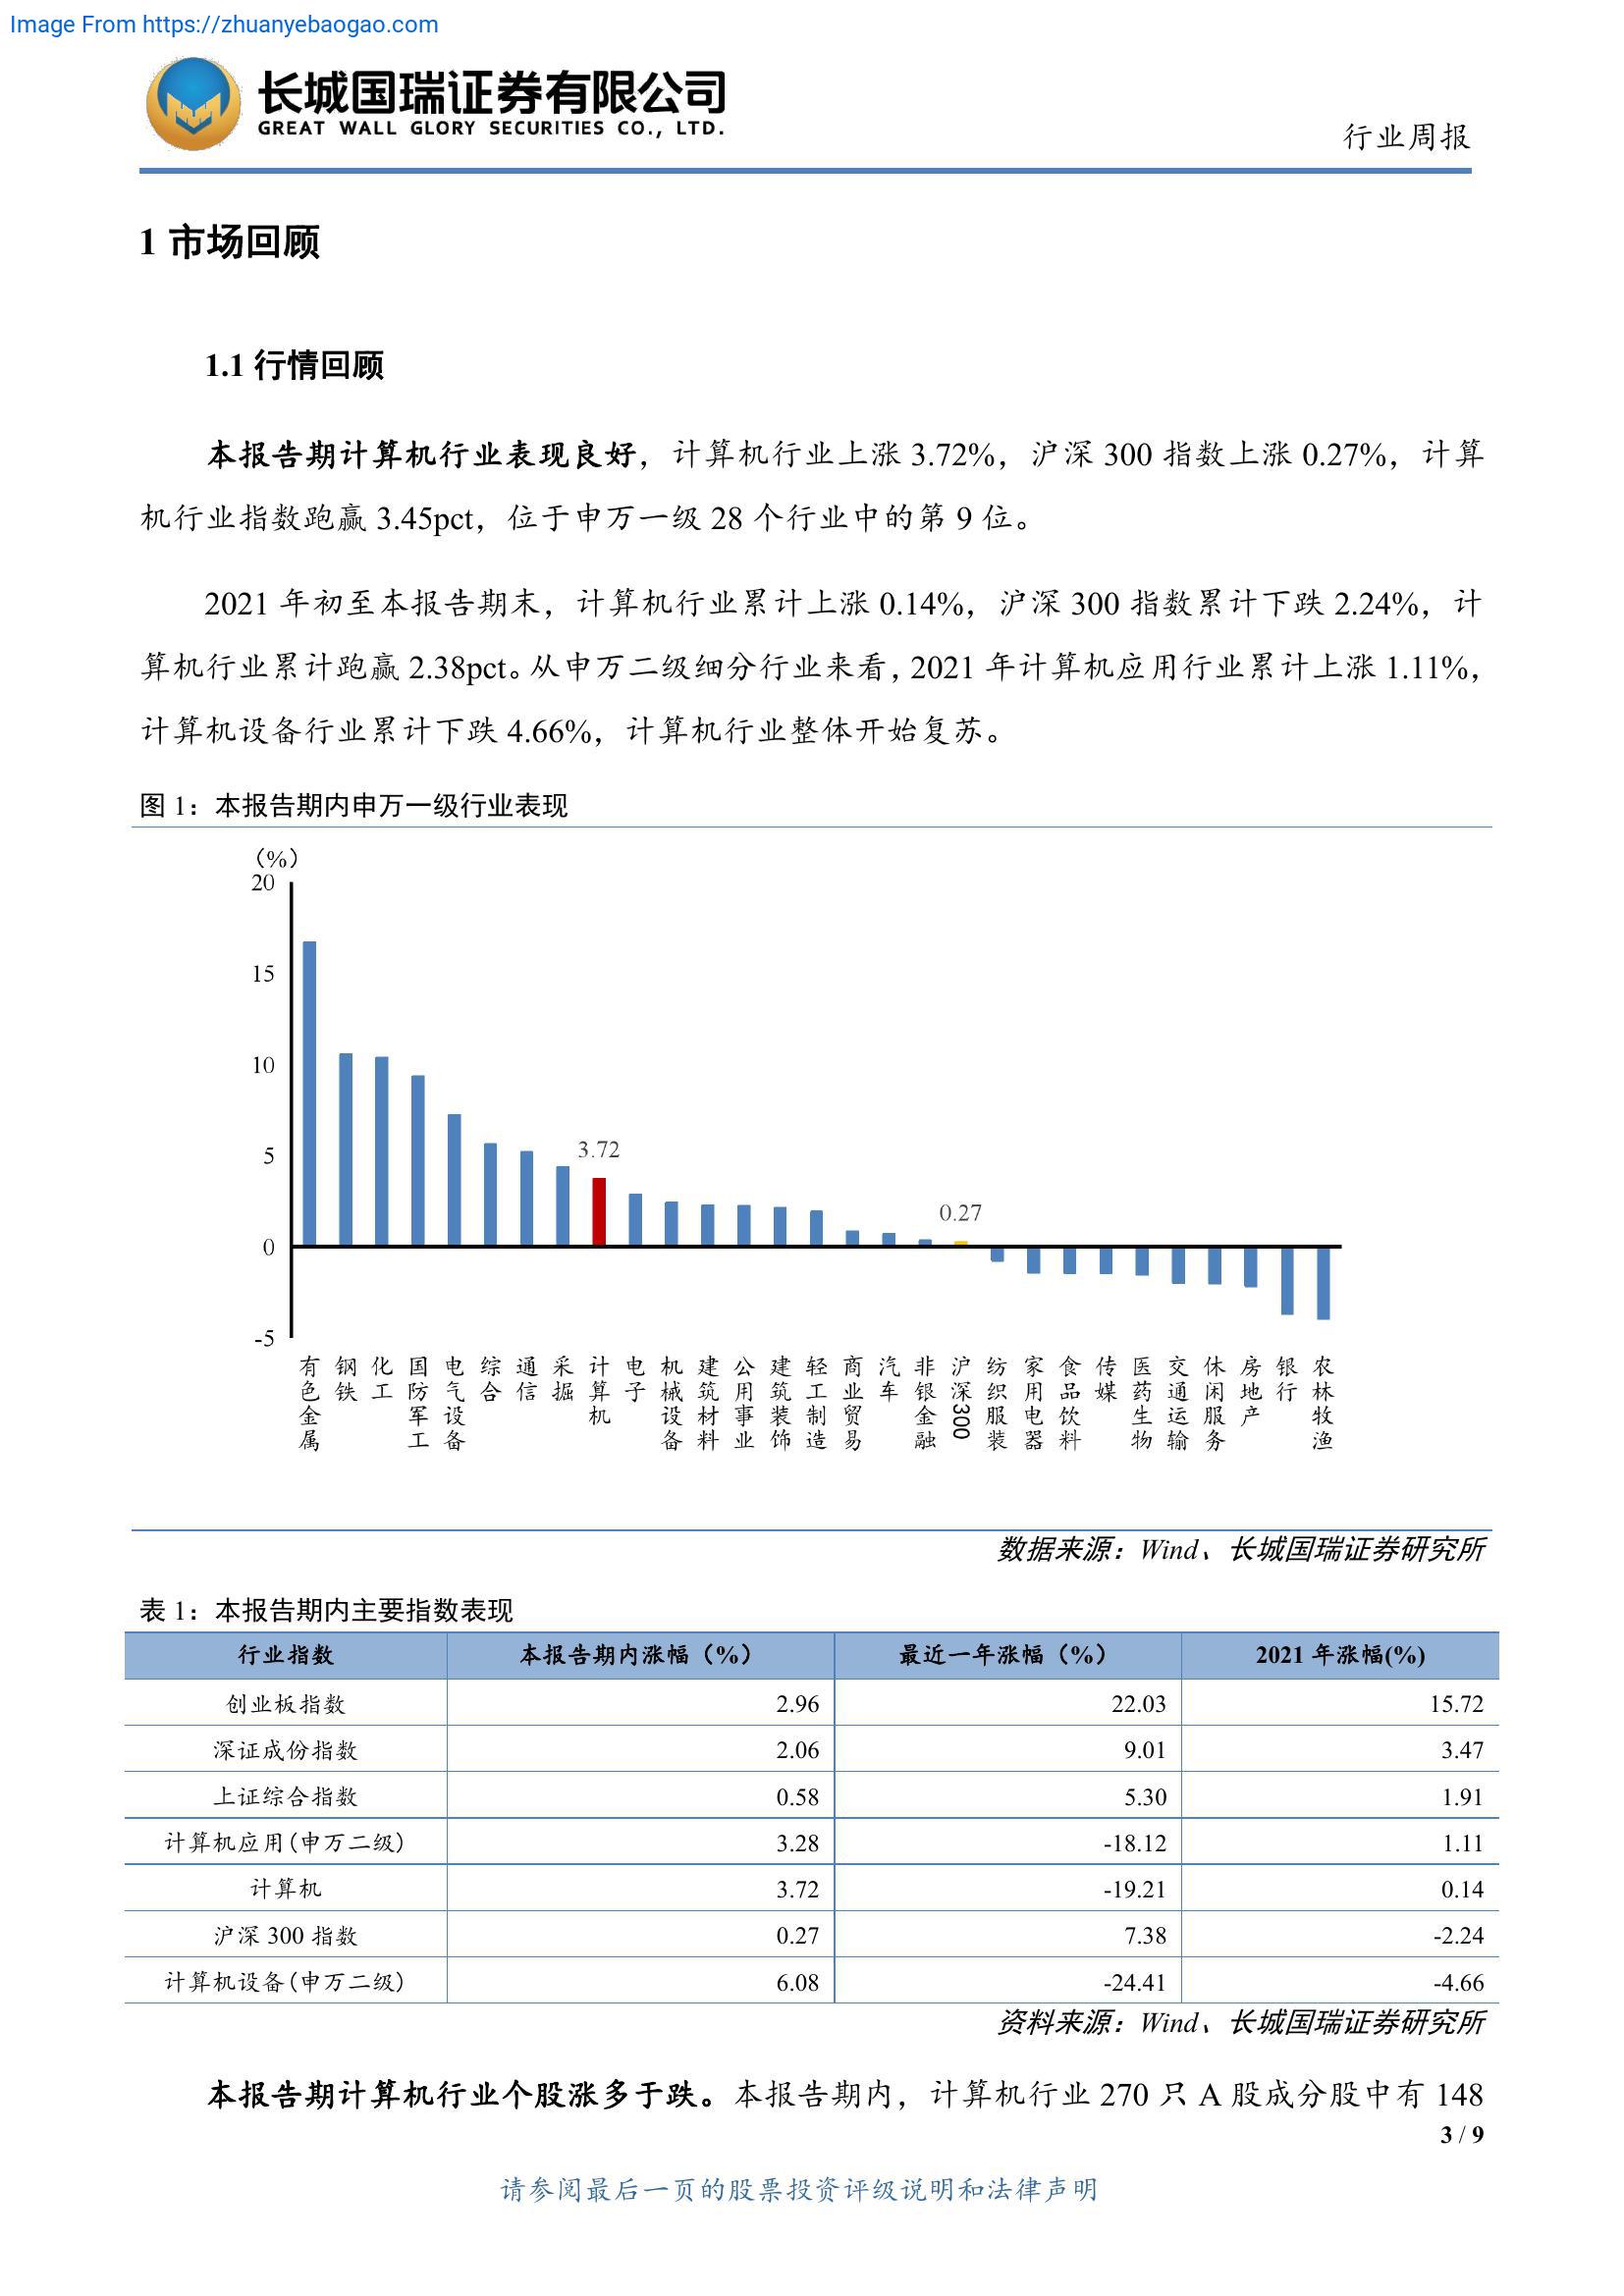 Image From https://zhuanyebaogao.com
长城国瑞证券有限公司
GREAT WALL GLORY SECURITIES CO., LTD.
行业周报
1 市场回顾
1.1 行情回顾
本报告期计算机行业表现良好，计算机行业上涨 3.72%，沪深 300 指数上涨 0.27%，计算
机行业指数跑赢 3.45pct，位于申万一级 28 个行业中的第 9 位。
2021 年初至本报告期末，计算机行业累计上涨 0.14%，沪深 300 指数累计下跌 2.24%，计
算机行业累计跑赢 2.38pct。从申万二级细分行业来看，2021 年计算机应用行业累计上涨 1.11%，
计算机设备行业累计下跌 4.66%，计算机行业整体开始复苏。
图 1：本报告期内申万一级行业表现
（%）
20
15
10
5
0
-5
3.72
0.27
有色金属
钢铁
化工
国防军工
电气设备
综合
通信
采掘
计算机
电子
机械设备
建筑材料
公用事业
建筑装饰
轻工制造
商业贸易
汽车
非银金融
沪深300
纺织服装
家用电器
食品饮料
传媒
医药生物
交通运输
休闲服务
房地产
银行
农林牧渔
数据来源：Wind、长城国瑞证券研究所
表 1：本报告期内主要指数表现
行业指数 本报告期内涨幅（%） 最近一年涨幅（%） 2021 年涨幅(%)
创业板指数 2.96 22.03 15.72
深证成份指数 2.06 9.01 3.47
上证综合指数 0.58 5.30 1.91
计算机应用(申万二级) 3.28 -18.12 1.11
计算机 3.72 -19.21 0.14
沪深 300 指数 0.27 7.38 -2.24
计算机设备(申万二级) 6.08 -24.41 -4.66
资料来源：Wind、长城国瑞证券研究所
本报告期计算机行业个股涨多于跌。本报告期内，计算机行业 270 只 A 股成分股中有 148
3 / 9
请参阅最后一页的股票投资评级说明和法律声明